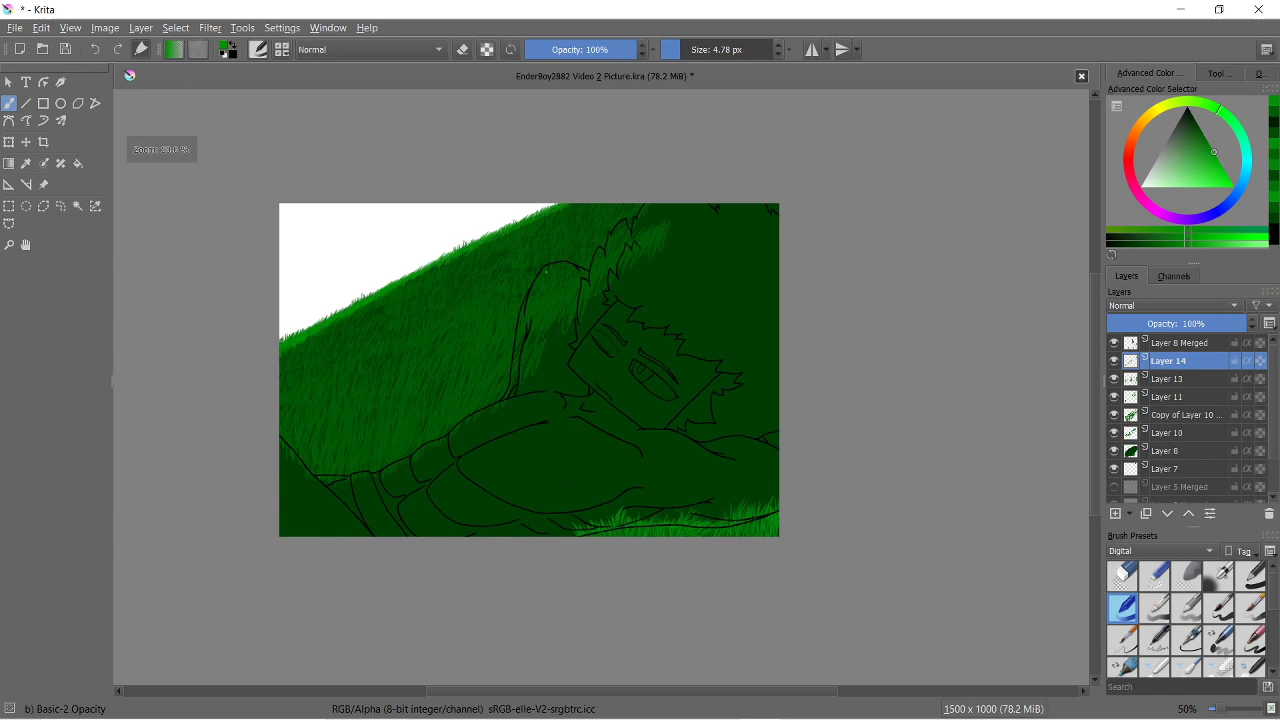 * - Krita
File Edit View Image Layer Select Filter Tools Settings Window Help
Normal
Opacity: 100%
Size: 4.78 px
EnderBoy2882 Video 2 Picture.kra (78.2 MiB) *
Advanced Color ... Tool ... O...
Advanced Color Selector
Zoom: 50.0 %
Layers Channels
Layers
Normal
Opacity: 100%
Layer 8 Merged
Layer 14
Layer 13
Layer 11
Copy of Layer 10 ...
Layer 10
Layer 8
Layer 7
Layer 5 Merged
Brush Presets
Digital
Tag
Search
b) Basic-2 Opacity
RGB/Alpha (8-bit integer/channel) sRGB-elle-V2-srgbtrc.icc
1500 x 1000 (78.2 MiB)
50%